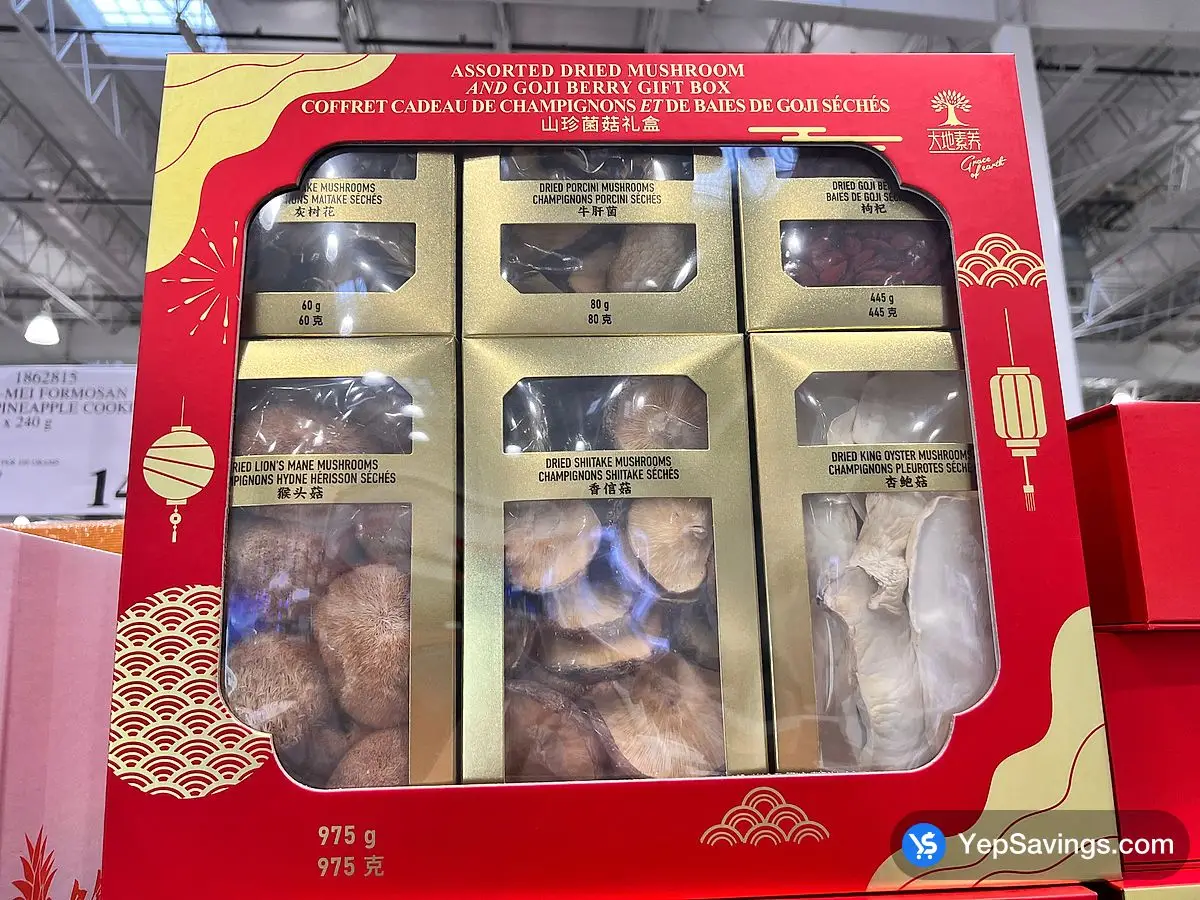 ASSORTED DRIED MUSHROOM
AND GOJI BERRY GIFT BOX
COFFRET CADEAU DE CHAMPIGNONS ET DE BAIES DE GOJI SÉCHÉS
山珍菌菇礼盒
天地素养
Grace of earth
MUSHROOMS
MAITAKE SÉCHÉS
灰树花
60 g
60 克
DRIED PORCINI MUSHROOMS
CHAMPIGNONS PORCINI SÉCHÉS
牛肝菌
80 g
80 克
DRIED GOJI
BAIES DE GOJI
枸杞
445 g
445 克
LION'S MANE MUSHROOMS
HYDNE HÉRISSON SÉCHÉS
猴头菇
DRIED SHIITAKE MUSHROOMS
CHAMPIGNONS SHIITAKE SÉCHÉS
香信菇
DRIED KING OYSTER MUSHROOMS
CHAMPIGNONS PLEUROTES
杏鲍菇
975 g
975 克
1862815
-MEI FORMOSAN
x 240 g
YepSavings.com